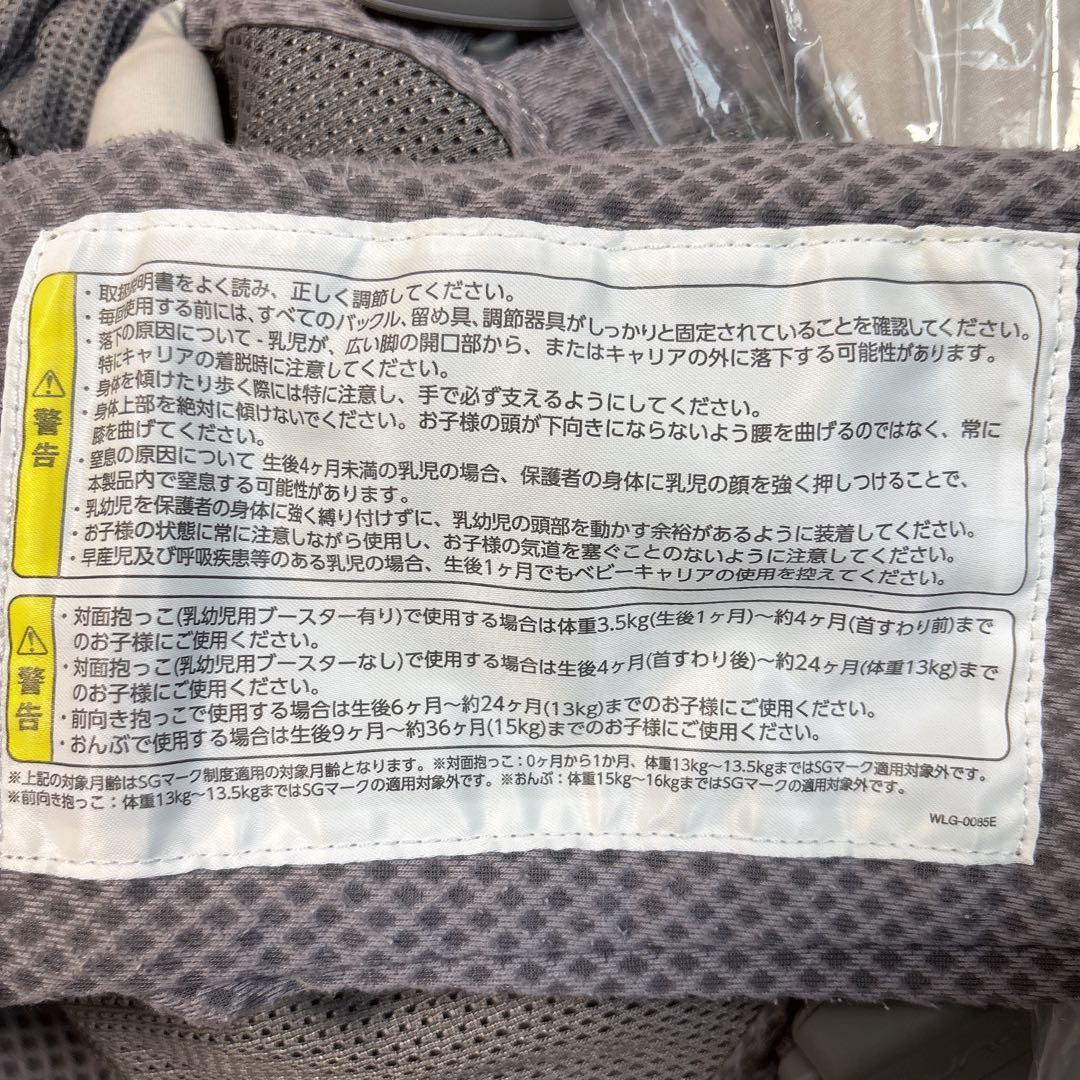 警告
・取扱説明書をよく読み、正しく調節してください。
・毎回使用する前には、すべてのバックル、留め具、調節器具がしっかりと固定されていることを確認してください。
・落下の原因について - 乳児が、広い脚の開口部から、またはキャリアの外に落下する可能性があります。
特にキャリアの着脱時に注意してください。
・身体を傾けたり歩く際には特に注意し、手で必ず支えるようにしてください。
・身体上部を絶対に傾けないでください。お子様の頭が下向きにならないよう腰を曲げるのではなく、常に
膝を曲げてください。
・窒息の原因について 生後4ヶ月未満の乳児の場合、保護者の身体に乳児の顔を強く押しつけることで、
本製品内で窒息する可能性があります。
・乳幼児を保護者の身体に強く縛り付けずに、乳幼児の頭部を動かす余裕があるように装着してください。
・お子様の状態に常に注意しながら使用し、お子様の気道を塞ぐことのないように注意してください。
・早産児及び呼吸疾患等のある乳児の場合、生後1ヶ月でもベビーキャリアの使用を控えてください。
警告
・対面抱っこ(乳幼児用ブースター有り)で使用する場合は体重3.5kg(生後1ヶ月)～約4ヶ月(首すわり前)まで
のお子様にご使用ください。
・対面抱っこ(乳幼児用ブースターなし)で使用する場合は生後4ヶ月(首すわり後)～約24ヶ月(体重13kg)まで
のお子様にご使用ください。
・前向き抱っこで使用する場合は生後6ヶ月～約24ヶ月(13kg)までのお子様にご使用ください。
・おんぶで使用する場合は生後9ヶ月～約36ヶ月(15kg)までのお子様にご使用ください。
※上記の対象月齢はSGマーク制度適用の対象月齢となります。※対面抱っこ：0ヶ月から1か月、体重13kg～13.5kgまではSGマーク適用対象外です。
※前向き抱っこ：体重13kg～13.5kgまではSGマークの適用対象外です。※おんぶ：体重15kg～16kgまではSGマークの適用対象外です。
WLG-0085E